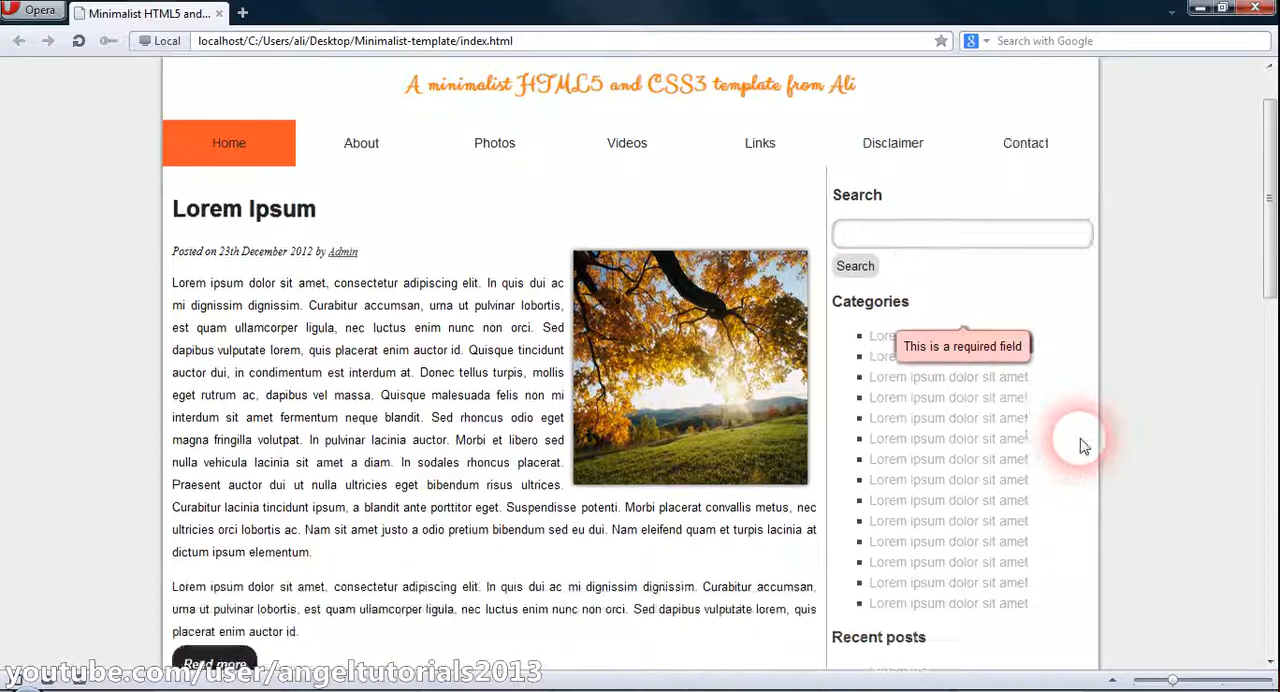 Opera
Minimalist HTML5 and...
Local
localhost/C:/Users/ali/Desktop/Minimalist-template/index.html
Search with Google
A minimalist HTML5 and CSS3 template from Ali
Home
About
Photos
Videos
Links
Disclaimer
Contact
Lorem Ipsum
Posted on 23th December 2012 by Admin
Lorem ipsum dolor sit amet, consectetur adipiscing elit. In quis dui ac
mi dignissim dignissim. Curabitur accumsan, urna ut pulvinar lobortis,
est quam ullamcorper ligula, nec luctus enim nunc non orci. Sed
dapibus vulputate lorem, quis placerat enim auctor id. Quisque tincidunt
auctor dui, in condimentum est interdum at. Donec tellus turpis, mollis
eget rutrum ac, dapibus vel massa. Quisque malesuada felis non mi
interdum sit amet fermentum neque blandit. Sed rhoncus odio eget
magna fringilla volutpat. In pulvinar lacinia auctor. Morbi et libero sed
nulla vehicula lacinia sit amet a diam. In sodales rhoncus placerat.
Praesent auctor dui ut nulla ultricies eget bibendum risus ultrices.
Curabitur lacinia tincidunt ipsum, a blandit ante porttitor eget. Suspendisse potenti. Morbi placerat convallis metus, nec
ultricies orci lobortis ac. Nam sit amet justo a odio pretium bibendum sed eu dui. Nam eleifend quam et turpis lacinia at
dictum ipsum elementum.
Lorem ipsum dolor sit amet, consectetur adipiscing elit. In quis dui ac mi dignissim dignissim. Curabitur accumsan,
urna ut pulvinar lobortis, est quam ullamcorper ligula, nec luctus enim nunc non orci. Sed dapibus vulputate lorem, quis
placerat enim auctor id.
Read more
Search
Search
Categories
Lore
This is a required field
Lore
Lorem ipsum dolor sit amet
Lorem ipsum dolor sit amet
Lorem ipsum dolor sit amet
Lorem ipsum dolor sit amet
Lorem ipsum dolor sit amet
Lorem ipsum dolor sit amet
Lorem ipsum dolor sit amet
Lorem ipsum dolor sit amet
Lorem ipsum dolor sit amet
Lorem ipsum dolor sit amet
Lorem ipsum dolor sit amet
Lorem ipsum dolor sit amet
Recent posts
youtube.com/user/angeltutorials2013